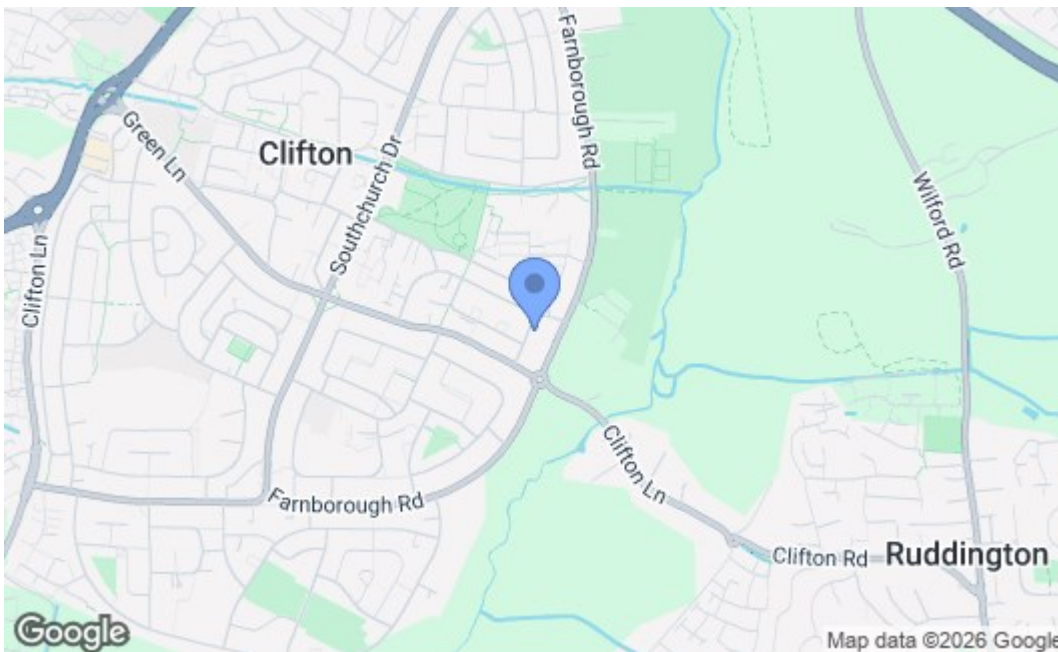 Farnborough Rd
Green Ln
Clifton
Southchurch Dr
Wilford Rd
Clifton Ln
Clifton Ln
Farnborough Rd
Clifton Rd
Ruddington
Google
Map data ©2026 Google